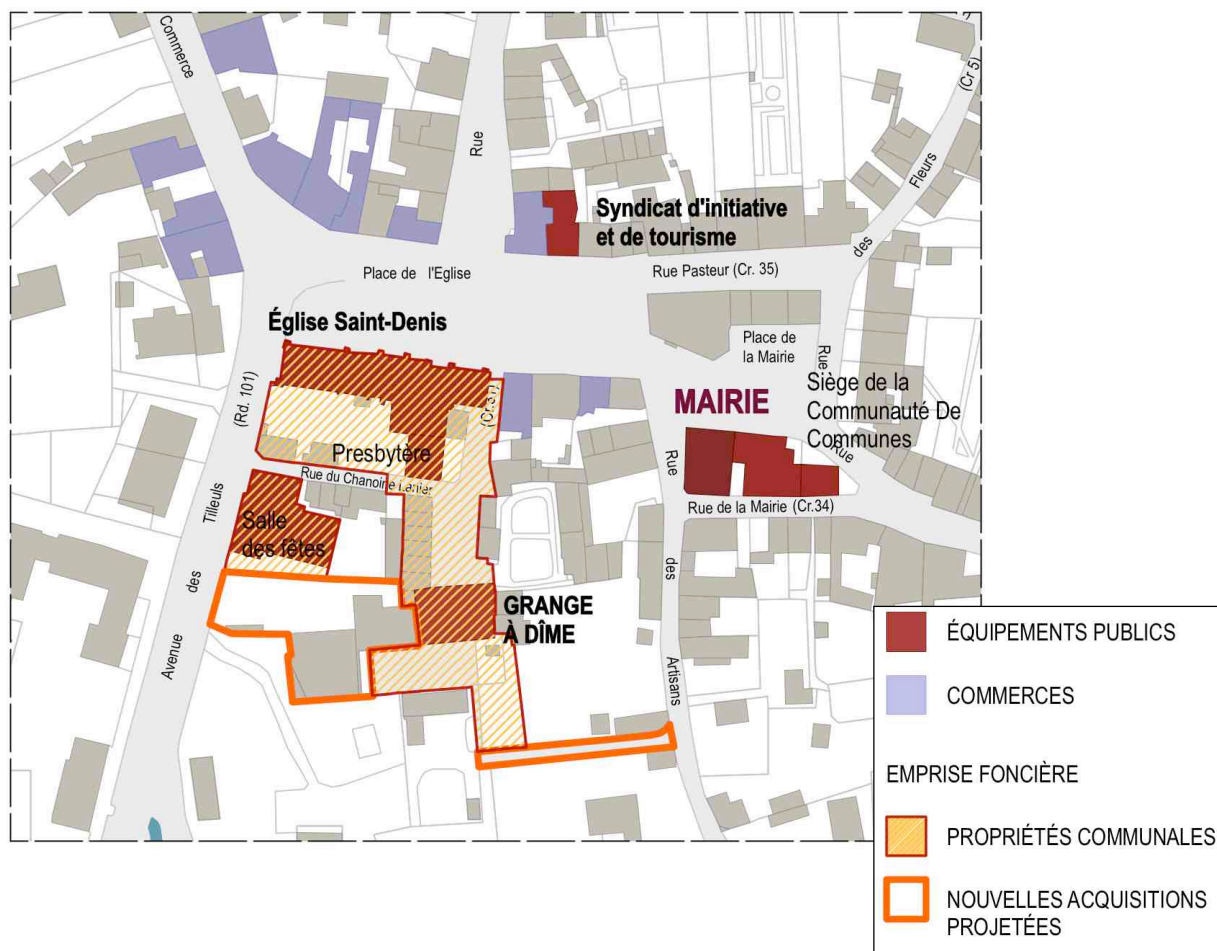 Commerce
Rue
(Cr 5)
Fleurs
des
Syndicat d'initiative
et de tourisme
Place de l'Eglise
Rue Pasteur (Cr. 35)
Église Saint-Denis
Place de
la Mairie
Rue
(Rd. 101)
(Cr.31)
MAIRIE
Siège de la
Communauté De
Communes
Rue
Presbytère
Rue du Chanoine Lanier
Rue
Rue de la Mairie (Cr.34)
Tilleuls
Salle
des fêtes
des
des
GRANGE
À DÎME
Avenue
Artisans
ÉQUIPEMENTS PUBLICS
COMMERCES
EMPRISE FONCIÈRE
PROPRIÉTÉS COMMUNALES
NOUVELLES ACQUISITIONS
PROJETÉES